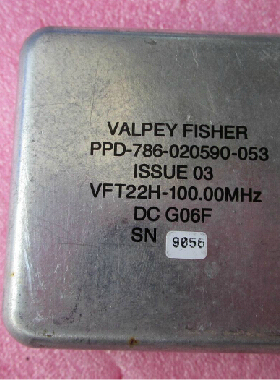 VALPEY FISHER
PPD-786-020590-053
ISSUE 03
VFT22H-100.00MHz
DC G06F
SN 9056